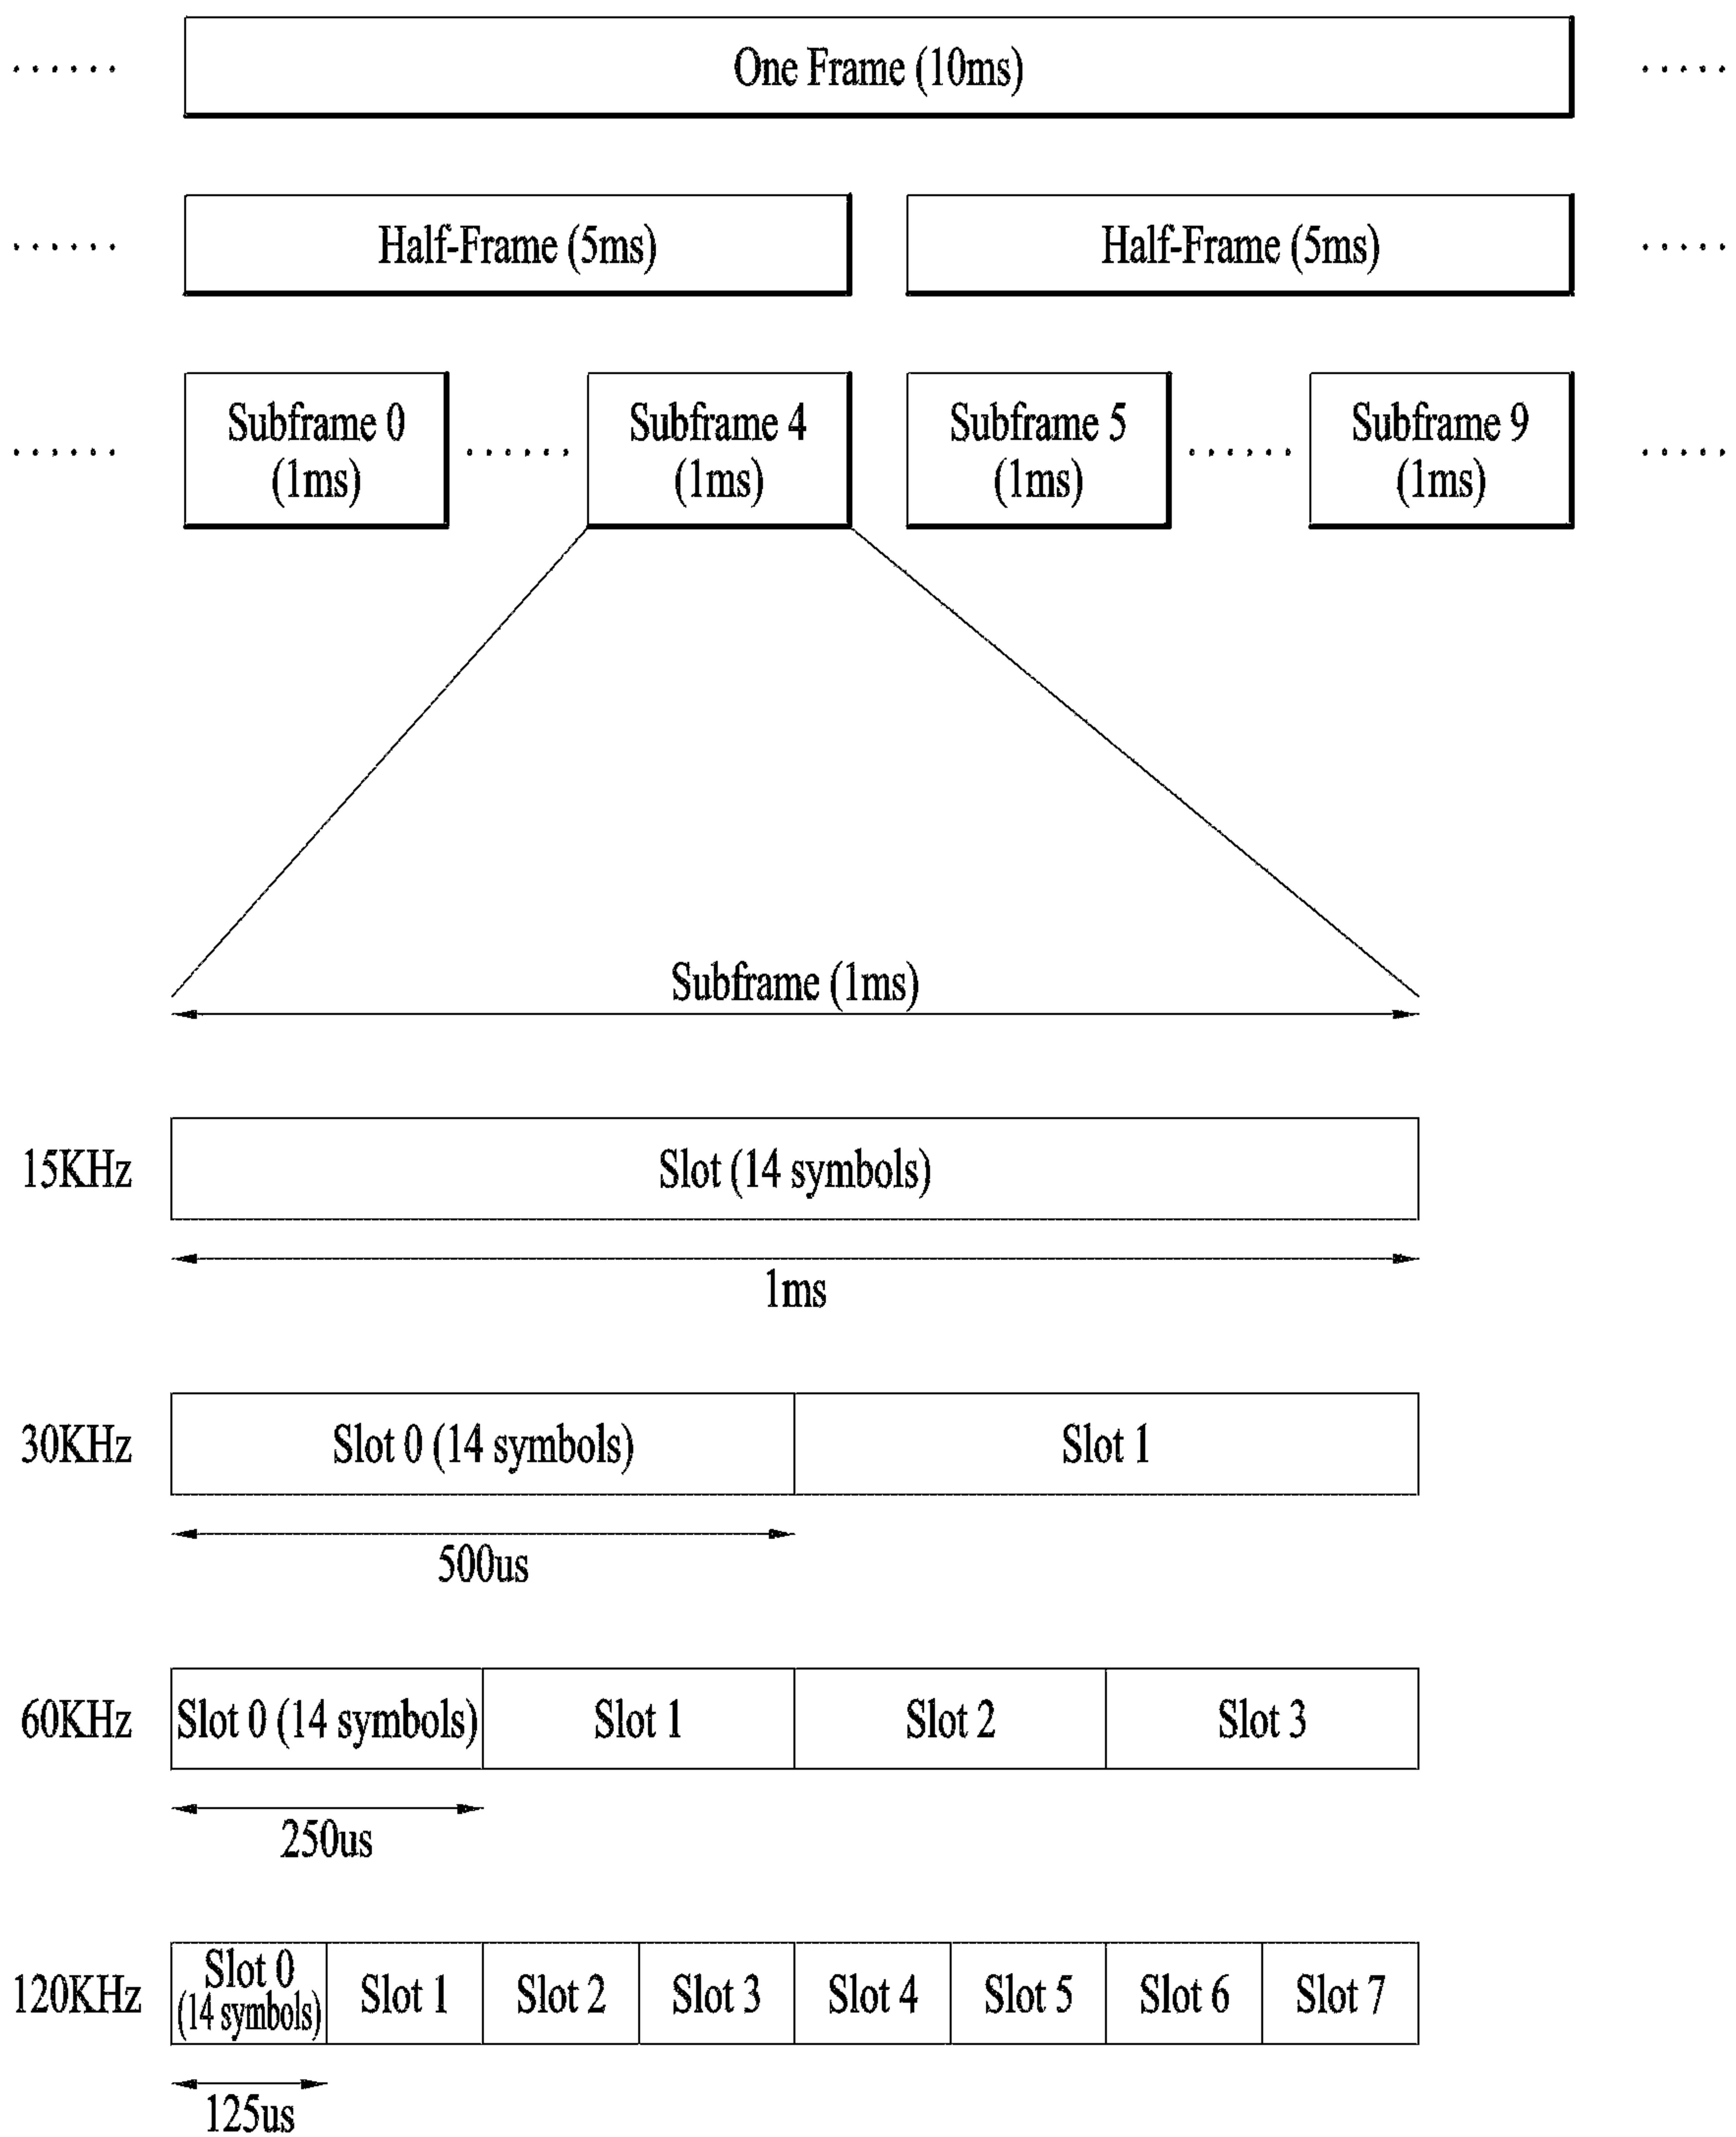 ...... One Frame (10ms) .....
...... Half-Frame (5ms) Half-Frame (5ms) .....
...... Subframe 0 (1ms) ...... Subframe 4 (1ms) Subframe 5 (1ms) ...... Subframe 9 (1ms) .....
Subframe (1ms)
15KHz Slot (14 symbols)
1ms
30KHz Slot 0 (14 symbols) Slot 1
500us
60KHz Slot 0 (14 symbols) Slot 1 Slot 2 Slot 3
250us
120KHz Slot 0 (14 symbols) Slot 1 Slot 2 Slot 3 Slot 4 Slot 5 Slot 6 Slot 7
125us